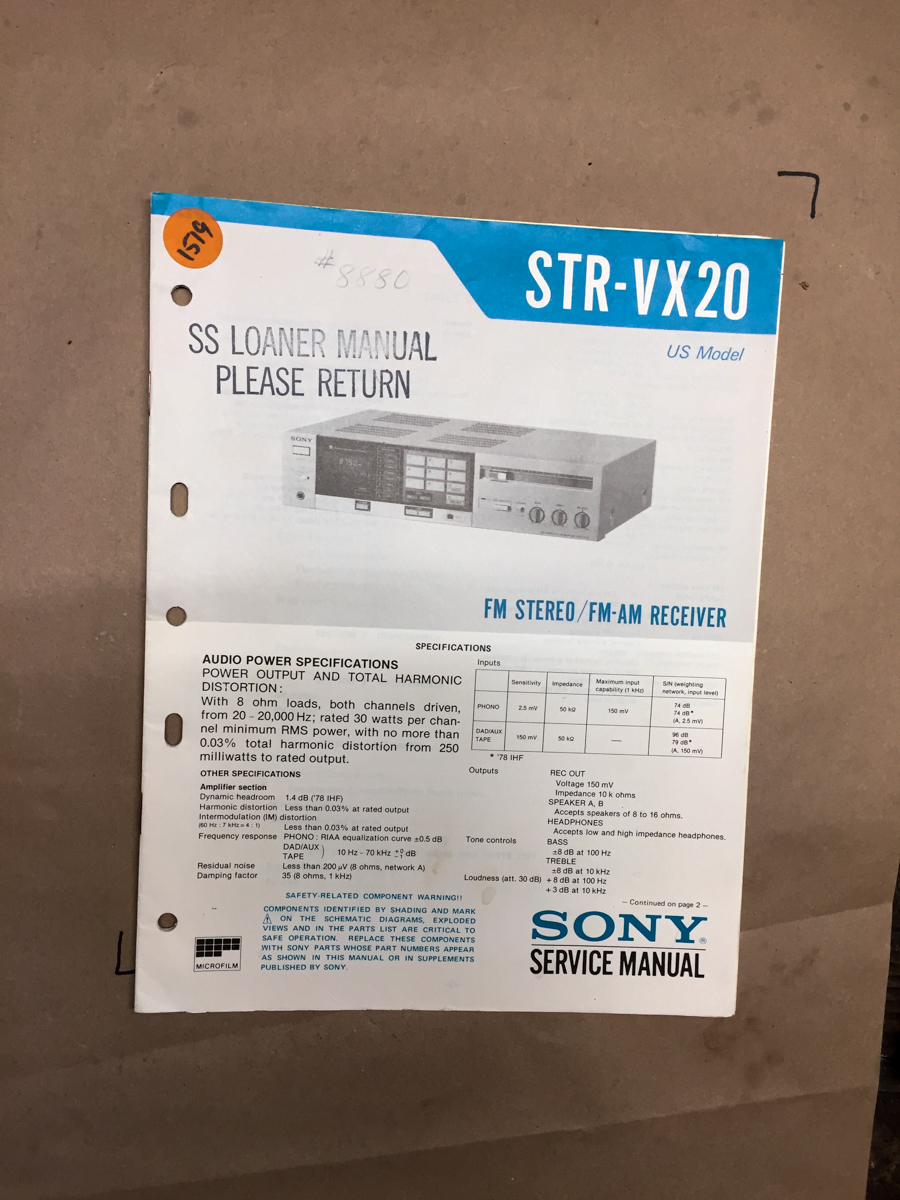 1519
#8880
STR-VX20
US Model
SS LOANER MANUAL
PLEASE RETURN
SONY
FM STEREO/FM-AM RECEIVER
SPECIFICATIONS
AUDIO POWER SPECIFICATIONS
POWER OUTPUT AND TOTAL HARMONIC
DISTORTION:
With 8 ohm loads, both channels driven,
from 20 - 20,000 Hz; rated 30 watts per chan-
nel minimum RMS power, with no more than
0.03% total harmonic distortion from 250
milliwatts to rated output.
OTHER SPECIFICATIONS
Amplifier section
Dynamic headroom 1.4 dB ('78 IHF)
Harmonic distortion Less than 0.03% at rated output
Intermodulation (IM) distortion
(60 Hz : 7 kHz = 4 : 1)
Less than 0.03% at rated output
Frequency response PHONO : RIAA equalization curve ±0.5 dB
DAD/AUX
TAPE ) 10 Hz - 70 kHz +0 −1 dB
Residual noise Less than 200 μV (8 ohms, network A)
Damping factor 35 (8 ohms, 1 kHz)
Inputs
Sensitivity Impedance Maximum input capability (1 kHz) S/N (weighting network, input level)
PHONO 2.5 mV 50 kΩ 150 mV 74 dB 74 dB* (A, 2.5 mV)
DAD/AUX TAPE 150 mV 50 kΩ — 96 dB 79 dB* (A, 150 mV)
* '78 IHF
Outputs REC OUT
Voltage 150 mV
Impedance 10 k ohms
SPEAKER A, B
Accepts speakers of 8 to 16 ohms.
HEADPHONES
Accepts low and high impedance headphones.
Tone controls BASS
±8 dB at 100 Hz
TREBLE
±8 dB at 10 kHz
Loudness (att. 30 dB) + 8 dB at 100 Hz
+ 3 dB at 10 kHz
— Continued on page 2 —
SAFETY-RELATED COMPONENT WARNING!!
COMPONENTS IDENTIFIED BY SHADING AND MARK
⚠ ON THE SCHEMATIC DIAGRAMS, EXPLODED
VIEWS AND IN THE PARTS LIST ARE CRITICAL TO
SAFE OPERATION. REPLACE THESE COMPONENTS
WITH SONY PARTS WHOSE PART NUMBERS APPEAR
AS SHOWN IN THIS MANUAL OR IN SUPPLEMENTS
PUBLISHED BY SONY.
MICROFILM
SONY®
SERVICE MANUAL